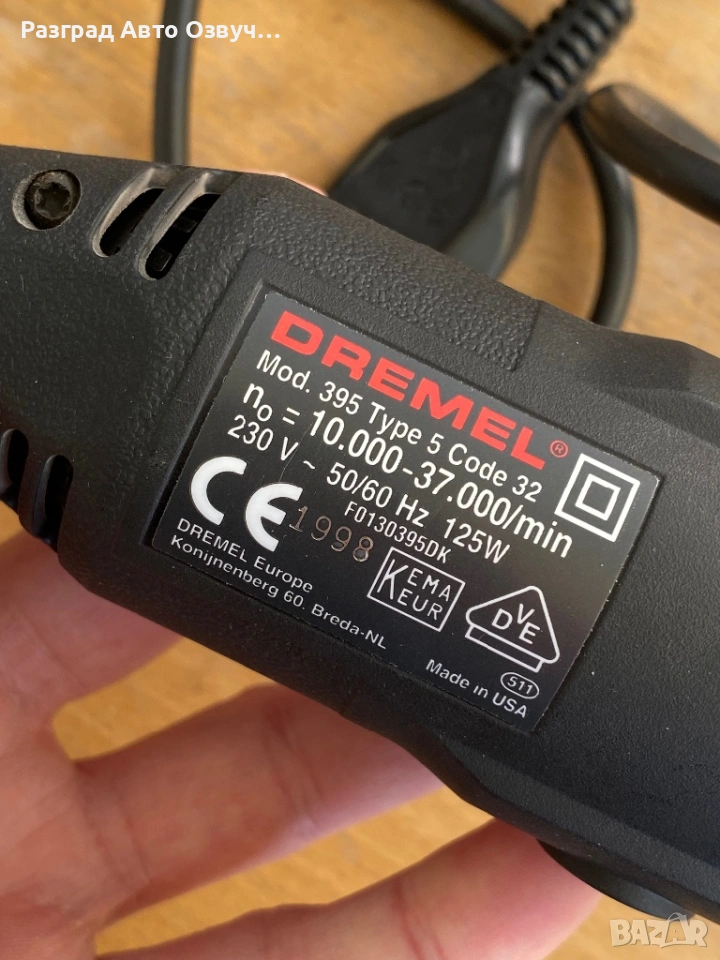 Разград Авто Озвуч...
DREMEL®
Mod. 395 Type 5 Code 32
n₀ = 10.000-37.000/min
230 V ~ 50/60 Hz 125W
F0130395DK
CE 1998
DREMEL Europe
Konijnenberg 60. Breda-NL
KEMA
KEUR
DVE
511
Made in USA
BAZAR